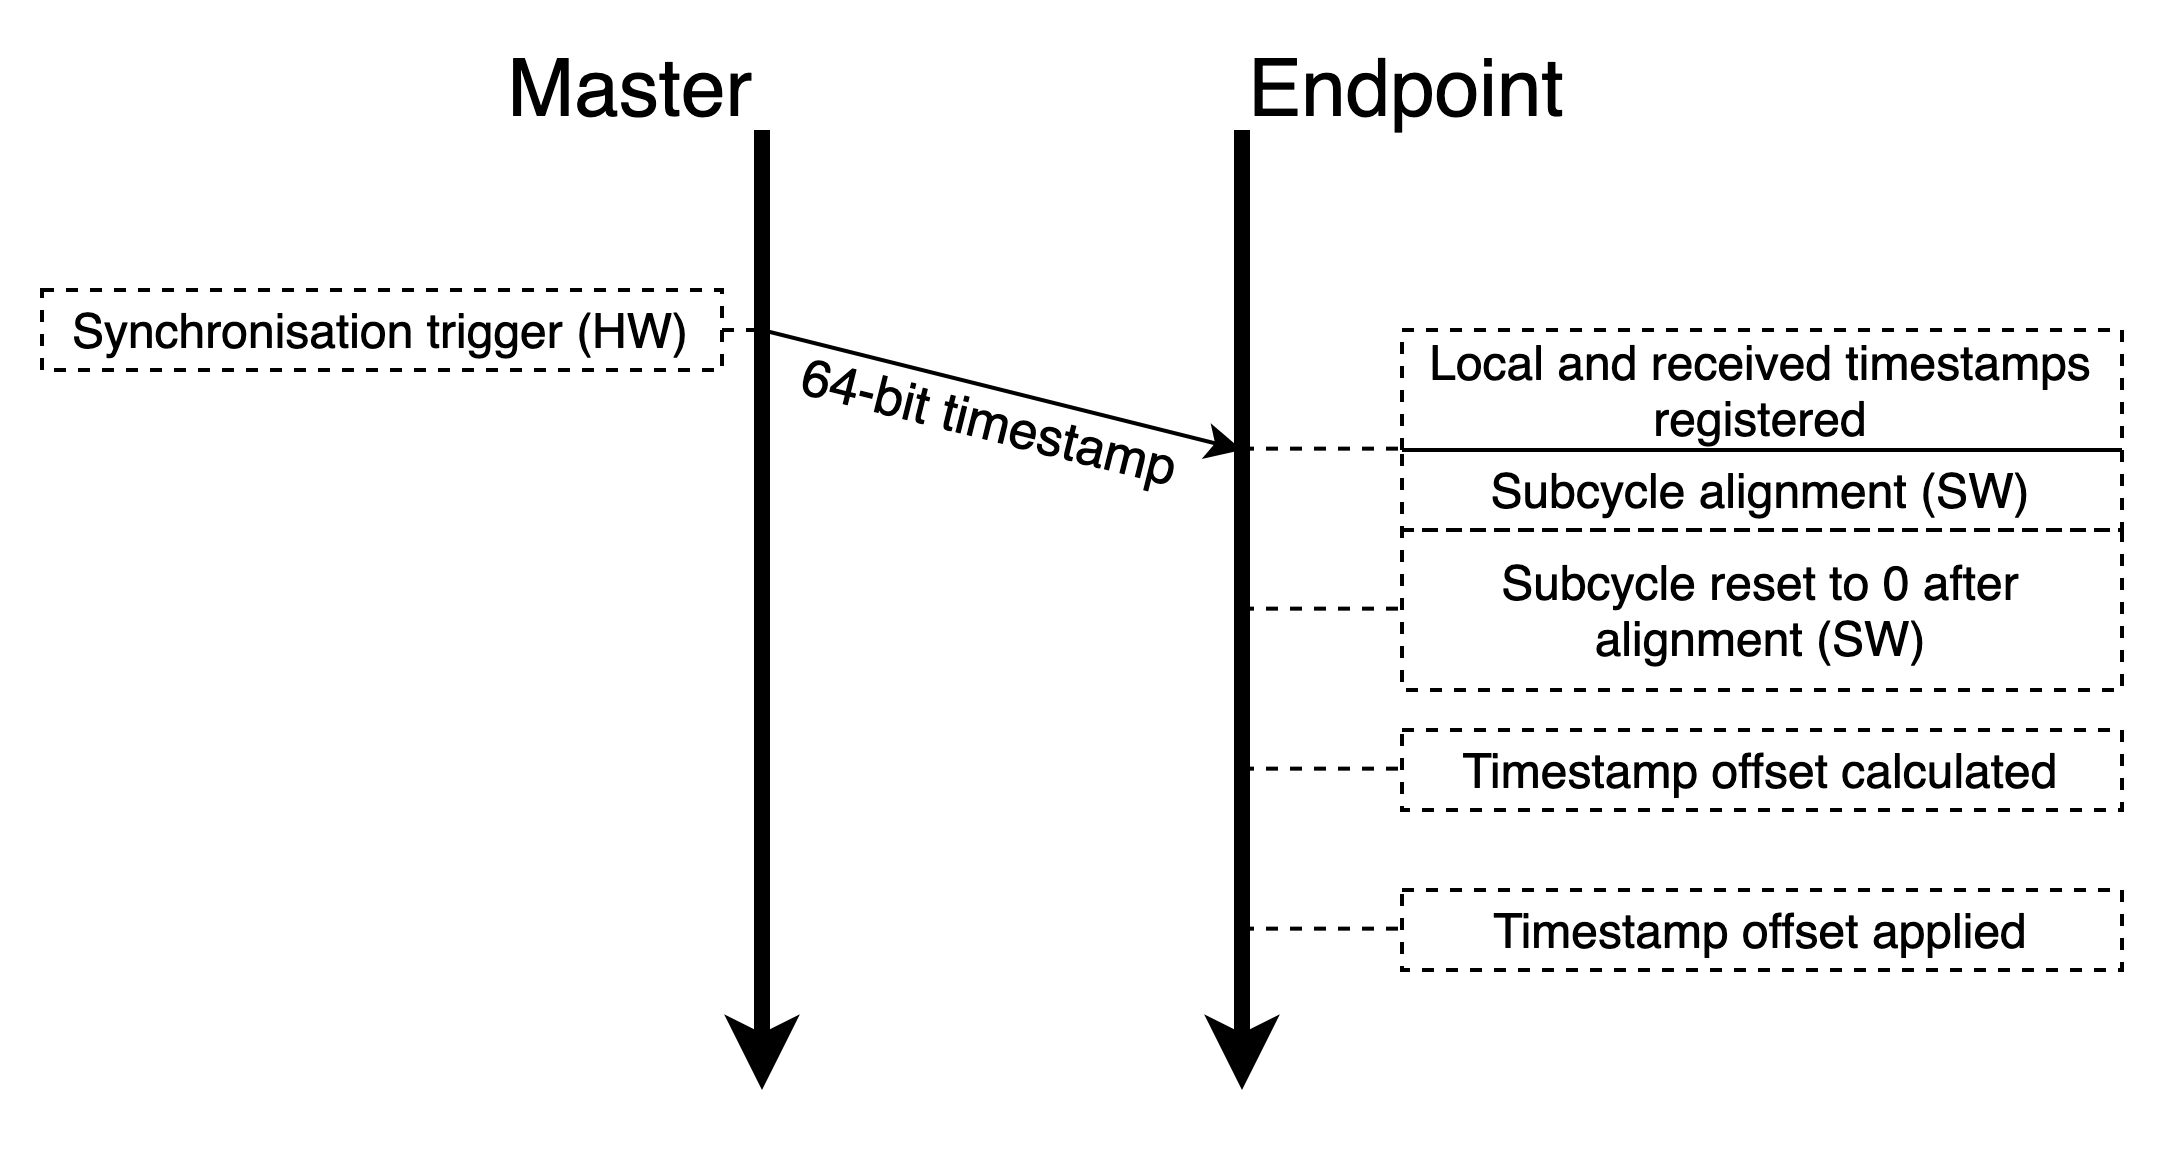 Master
Endpoint
Synchronisation trigger (HW)
64-bit timestamp
Local and received timestamps
registered
Subcycle alignment (SW)
Subcycle reset to 0 after
alignment (SW)
Timestamp offset calculated
Timestamp offset applied